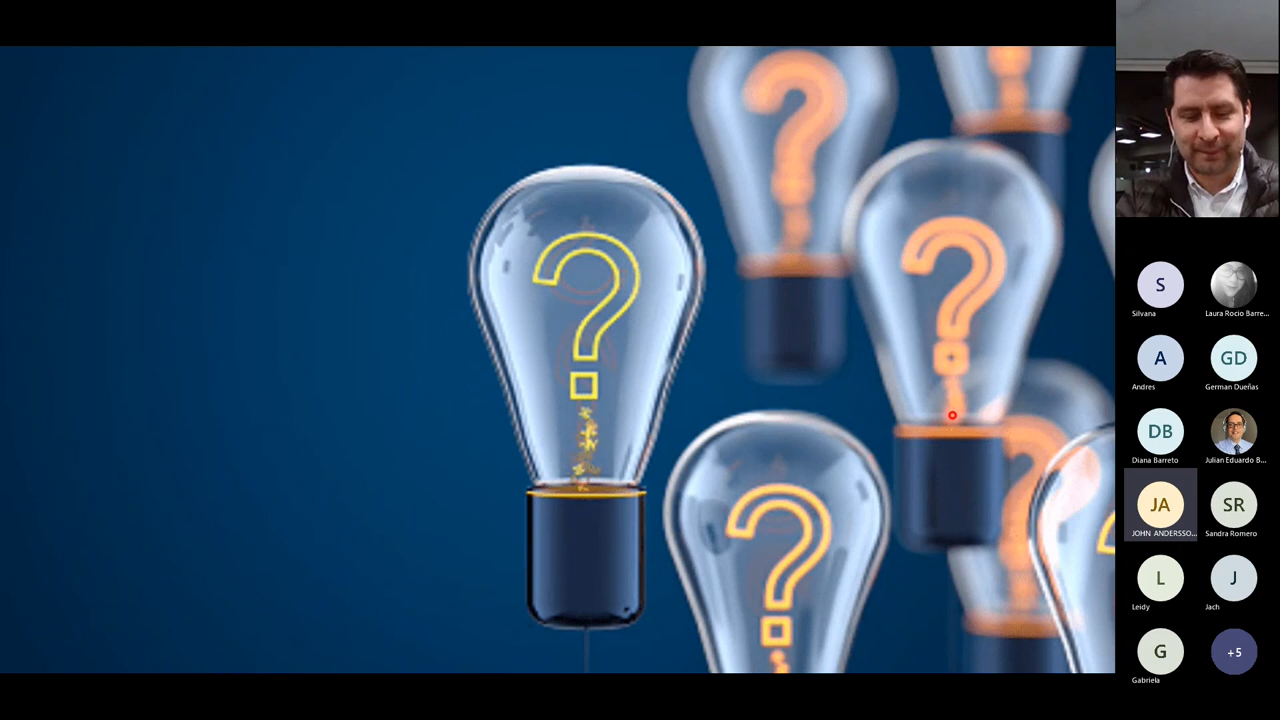 ?
?
?
?
?
S
Silvana
Laura Rocio Barre...
A
Andres
GD
German Dueñas
DB
Diana Barreto
Julian Eduardo B...
JA
JOHN ANDERSSO...
SR
Sandra Romero
L
Leidy
J
Jach
G
Gabriela
+5